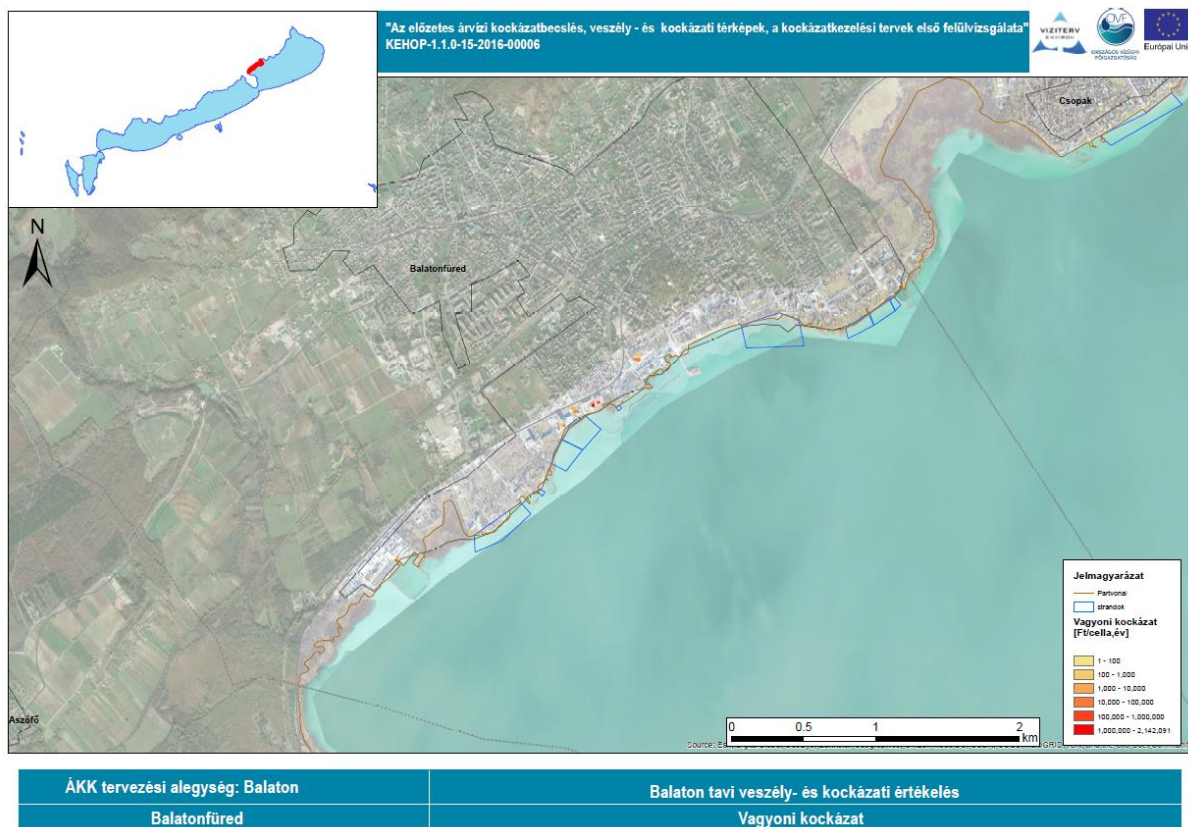 "Az előzetes árvízi kockázatbecslés, veszély - és kockázati térképek, a kockázatkezelési tervek első felülvizsgálata"
KEHOP-1.1.0-15-2016-00006
VIZITERV
ENVIRON
OVF
ORSZÁGOS VÍZÜGYI
FŐIGAZGATÓSÁG
Európai Uni
N
Csopak
Balatonfüred
Aszófő
Jelmagyarázat
Partvonal
strandok
Vagyoni kockázat
[Ft/cella,év]
1 - 100
100 - 1,000
1,000 - 10,000
10,000 - 100,000
100,000 - 1,000,000
1,000,000 - 2,142,091
0 0.5 1 2
km
Source:
ÁKK tervezési alegység: Balaton
Balaton tavi veszély- és kockázati értékelés
Balatonfüred
Vagyoni kockázat